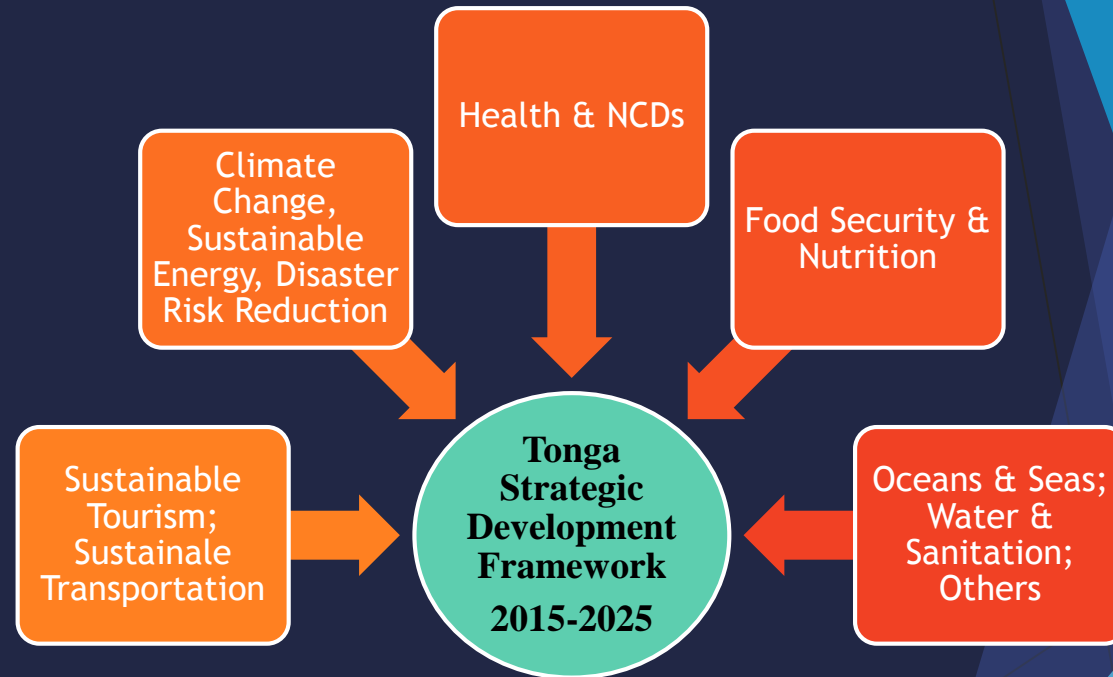 Health & NCDs
Climate
Change,
Sustainable
Energy, Disaster
Risk Reduction
Food Security &
Nutrition
Sustainable
Tourism;
Sustainale
Transportation
Tonga
Strategic
Development
Framework
2015-2025
Oceans & Seas;
Water &
Sanitation;
Others